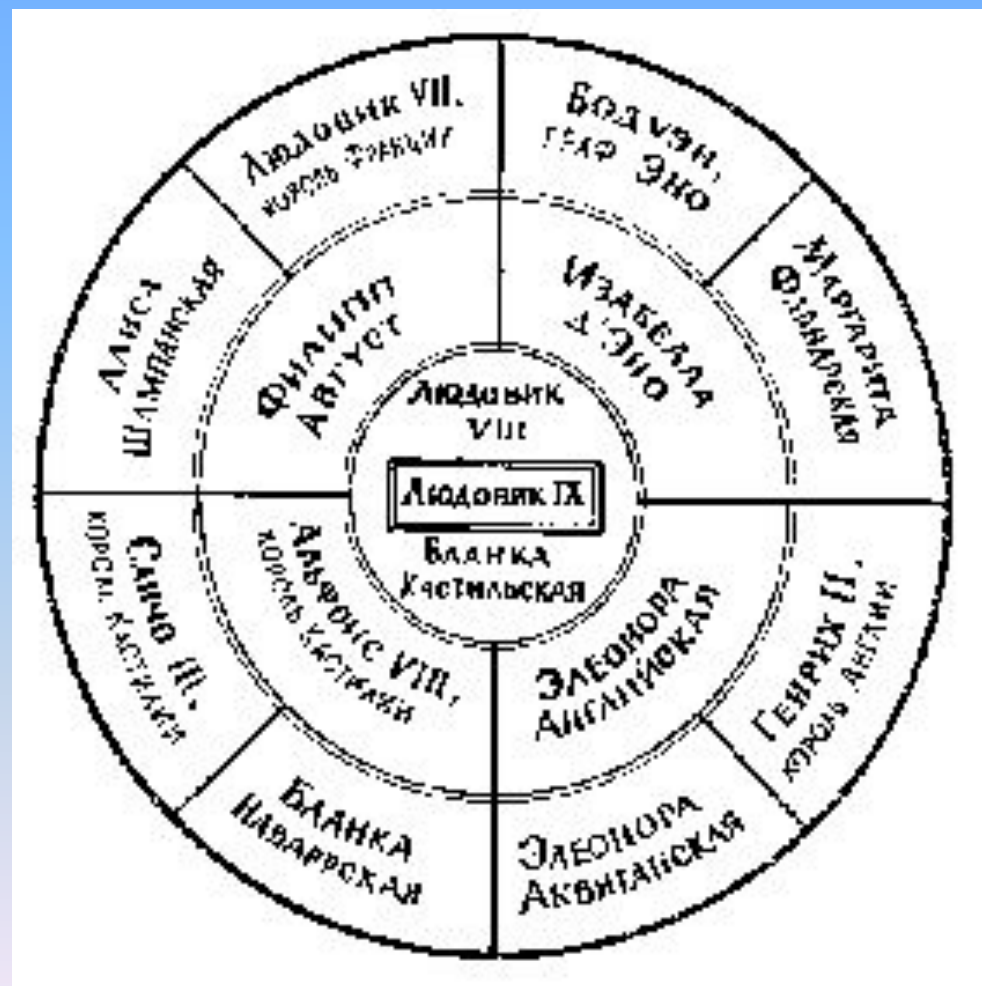 Людовик VII,
король Франции
Бодуэн,
граф Эно
Алиса
Шампанская
Маргарита
Фландрская
Филипп
Август
Изабелла
д'Эно
Людовик
VIII
Людовик IX
Бланка
Кастильская
Санчо III,
король Кастилии
Альфонс VIII,
король Кастилии
Элеонора
Английская
Генрих II,
король Англии
Бланка
Наваррская
Элеонора
Аквитанская